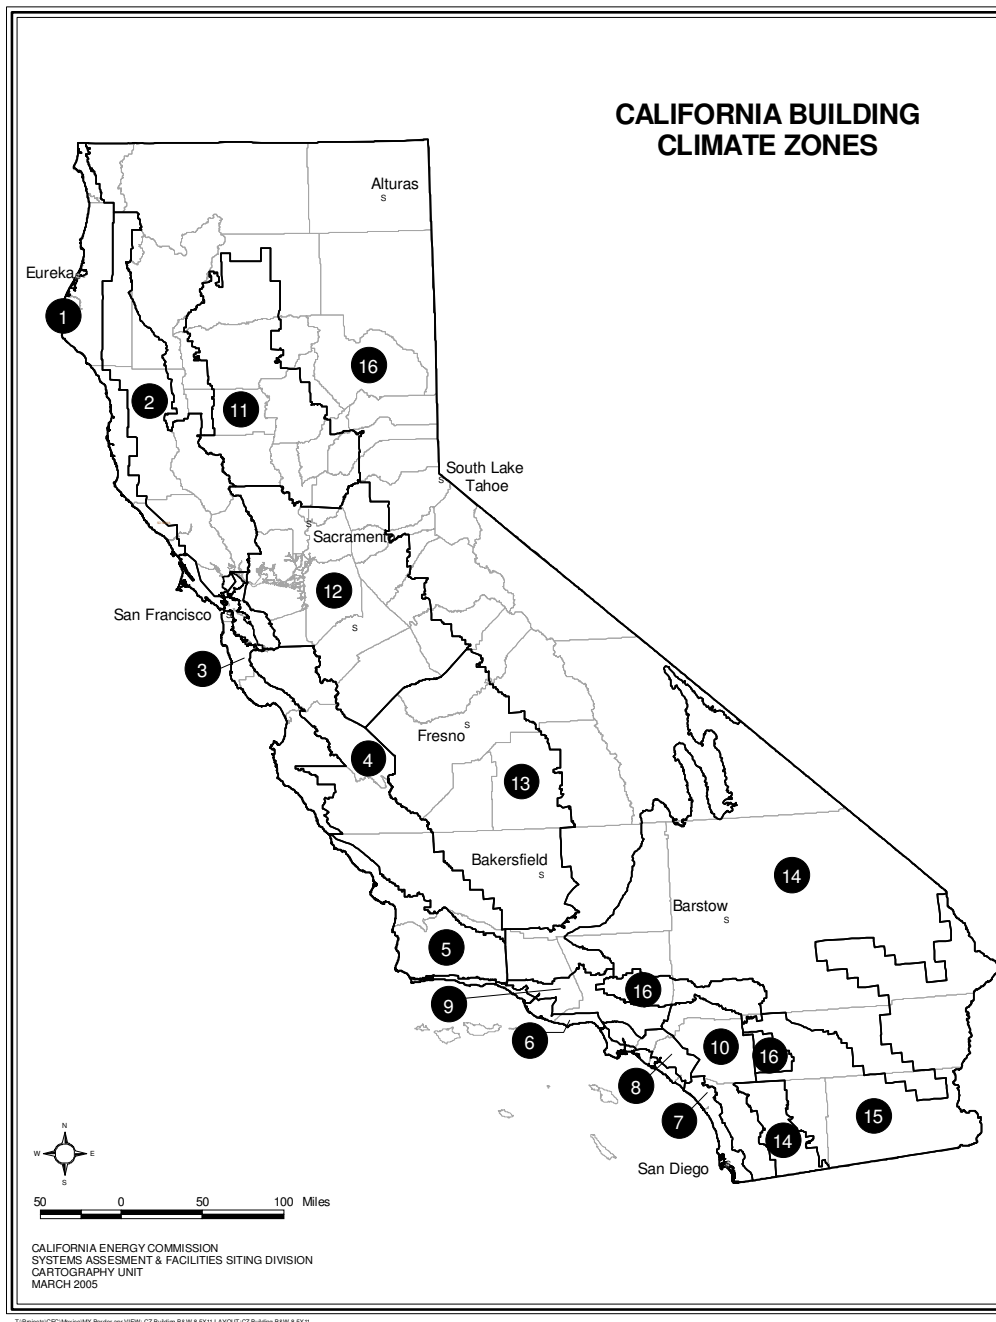 CALIFORNIA BUILDING
CLIMATE ZONES
Alturas
S
Eureka
1
16
2
11
South Lake
Tahoe
S
S
Sacrament
12
San Francisco
S
S
3
S
Fresno
4
13
Bakersfield
S
14
Barstow
S
5
16
9
6
10
16
8
7
15
14
San Diego
S
N
W
E
S
50 0 50 100 Miles
CALIFORNIA ENERGY COMMISSION
SYSTEMS ASSESMENT & FACILITIES SITING DIVISION
CARTOGRAPHY UNIT
MARCH 2005